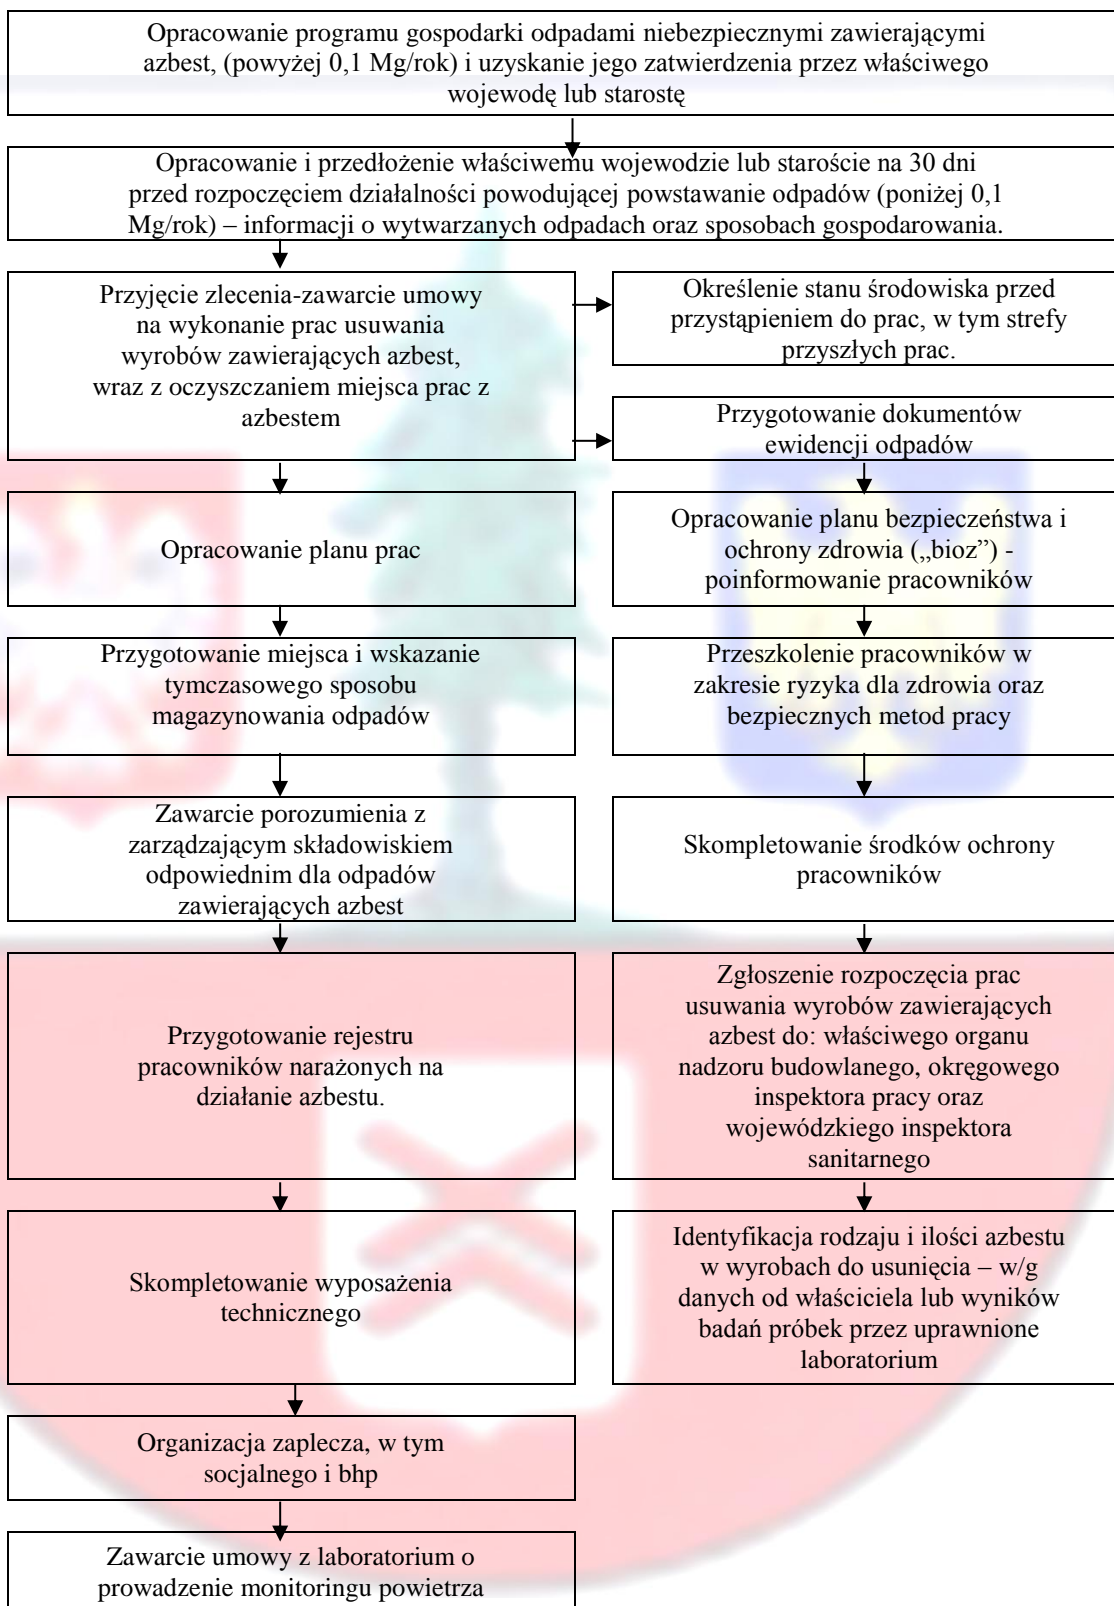 Opracowanie programu gospodarki odpadami niebezpiecznymi zawierającymi
azbest, (powyżej 0,1 Mg/rok) i uzyskanie jego zatwierdzenia przez właściwego
wojewodę lub starostę
Opracowanie i przedłożenie właściwemu wojewodzie lub staroście na 30 dni
przed rozpoczęciem działalności powodującej powstawanie odpadów (poniżej 0,1
Mg/rok) – informacji o wytwarzanych odpadach oraz sposobach gospodarowania.
Przyjęcie zlecenia-zawarcie umowy
na wykonanie prac usuwania
wyrobów zawierających azbest,
wraz z oczyszczaniem miejsca prac z
azbestem
Określenie stanu środowiska przed
przystąpieniem do prac, w tym strefy
przyszłych prac.
Przygotowanie dokumentów
ewidencji odpadów
Opracowanie planu prac
Opracowanie planu bezpieczeństwa i
ochrony zdrowia („bioz”) -
poinformowanie pracowników
Przygotowanie miejsca i wskazanie
tymczasowego sposobu
magazynowania odpadów
Przeszkolenie pracowników w
zakresie ryzyka dla zdrowia oraz
bezpiecznych metod pracy
Zawarcie porozumienia z
zarządzającym składowiskiem
odpowiednim dla odpadów
zawierających azbest
Skompletowanie środków ochrony
pracowników
Przygotowanie rejestru
pracowników narażonych na
działanie azbestu.
Zgłoszenie rozpoczęcia prac
usuwania wyrobów zawierających
azbest do: właściwego organu
nadzoru budowlanego, okręgowego
inspektora pracy oraz
wojewódzkiego inspektora
sanitarnego
Skompletowanie wyposażenia
technicznego
Identyfikacja rodzaju i ilości azbestu
w wyrobach do usunięcia – w/g
danych od właściciela lub wyników
badań próbek przez uprawnione
laboratorium
Organizacja zaplecza, w tym
socjalnego i bhp
Zawarcie umowy z laboratorium o
prowadzenie monitoringu powietrza